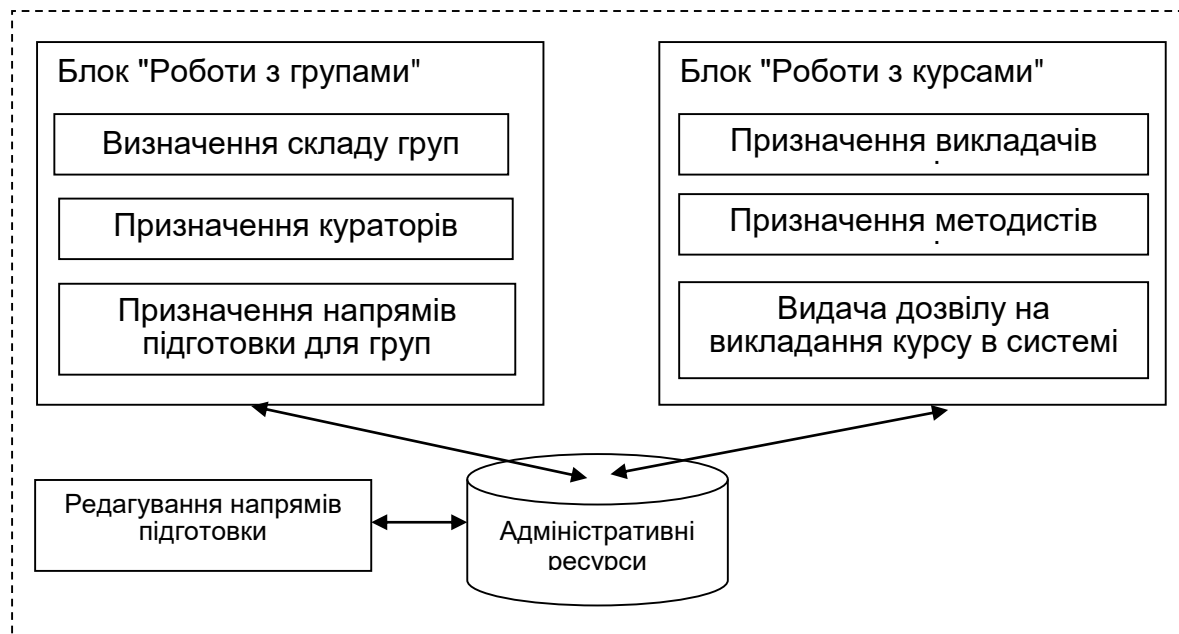 Блок "Роботи з групами"
Визначення складу груп
Призначення кураторів
Призначення напрямів
підготовки для груп
Блок "Роботи з курсами"
Призначення викладачів
Призначення методистів
Видача дозвілу на
викладання курсу в системі
Редагування напрямів
підготовки
Адміністративні
ресурси